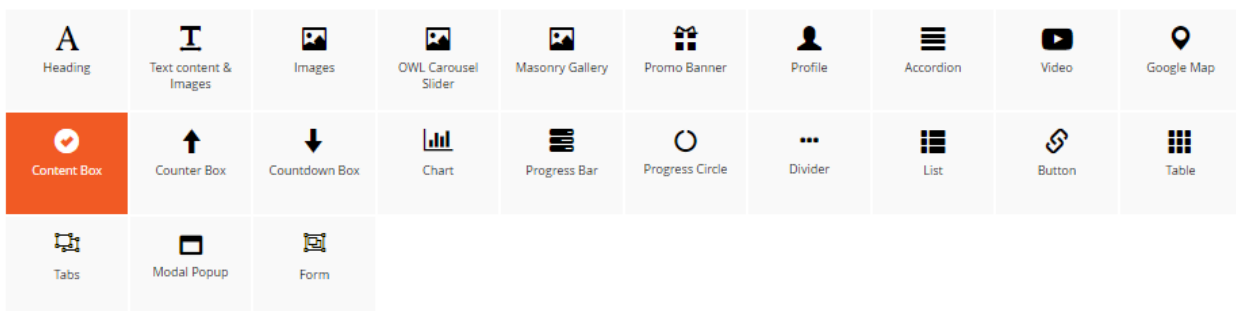 Heading
Text content &
Images
Images
OWL Carousel
Slider
Masonry Gallery
Promo Banner
Profile
Accordion
Video
Google Map
Content Box
Counter Box
Countdown Box
Chart
Progress Bar
Progress Circle
Divider
List
Button
Table
Tabs
Modal Popup
Form